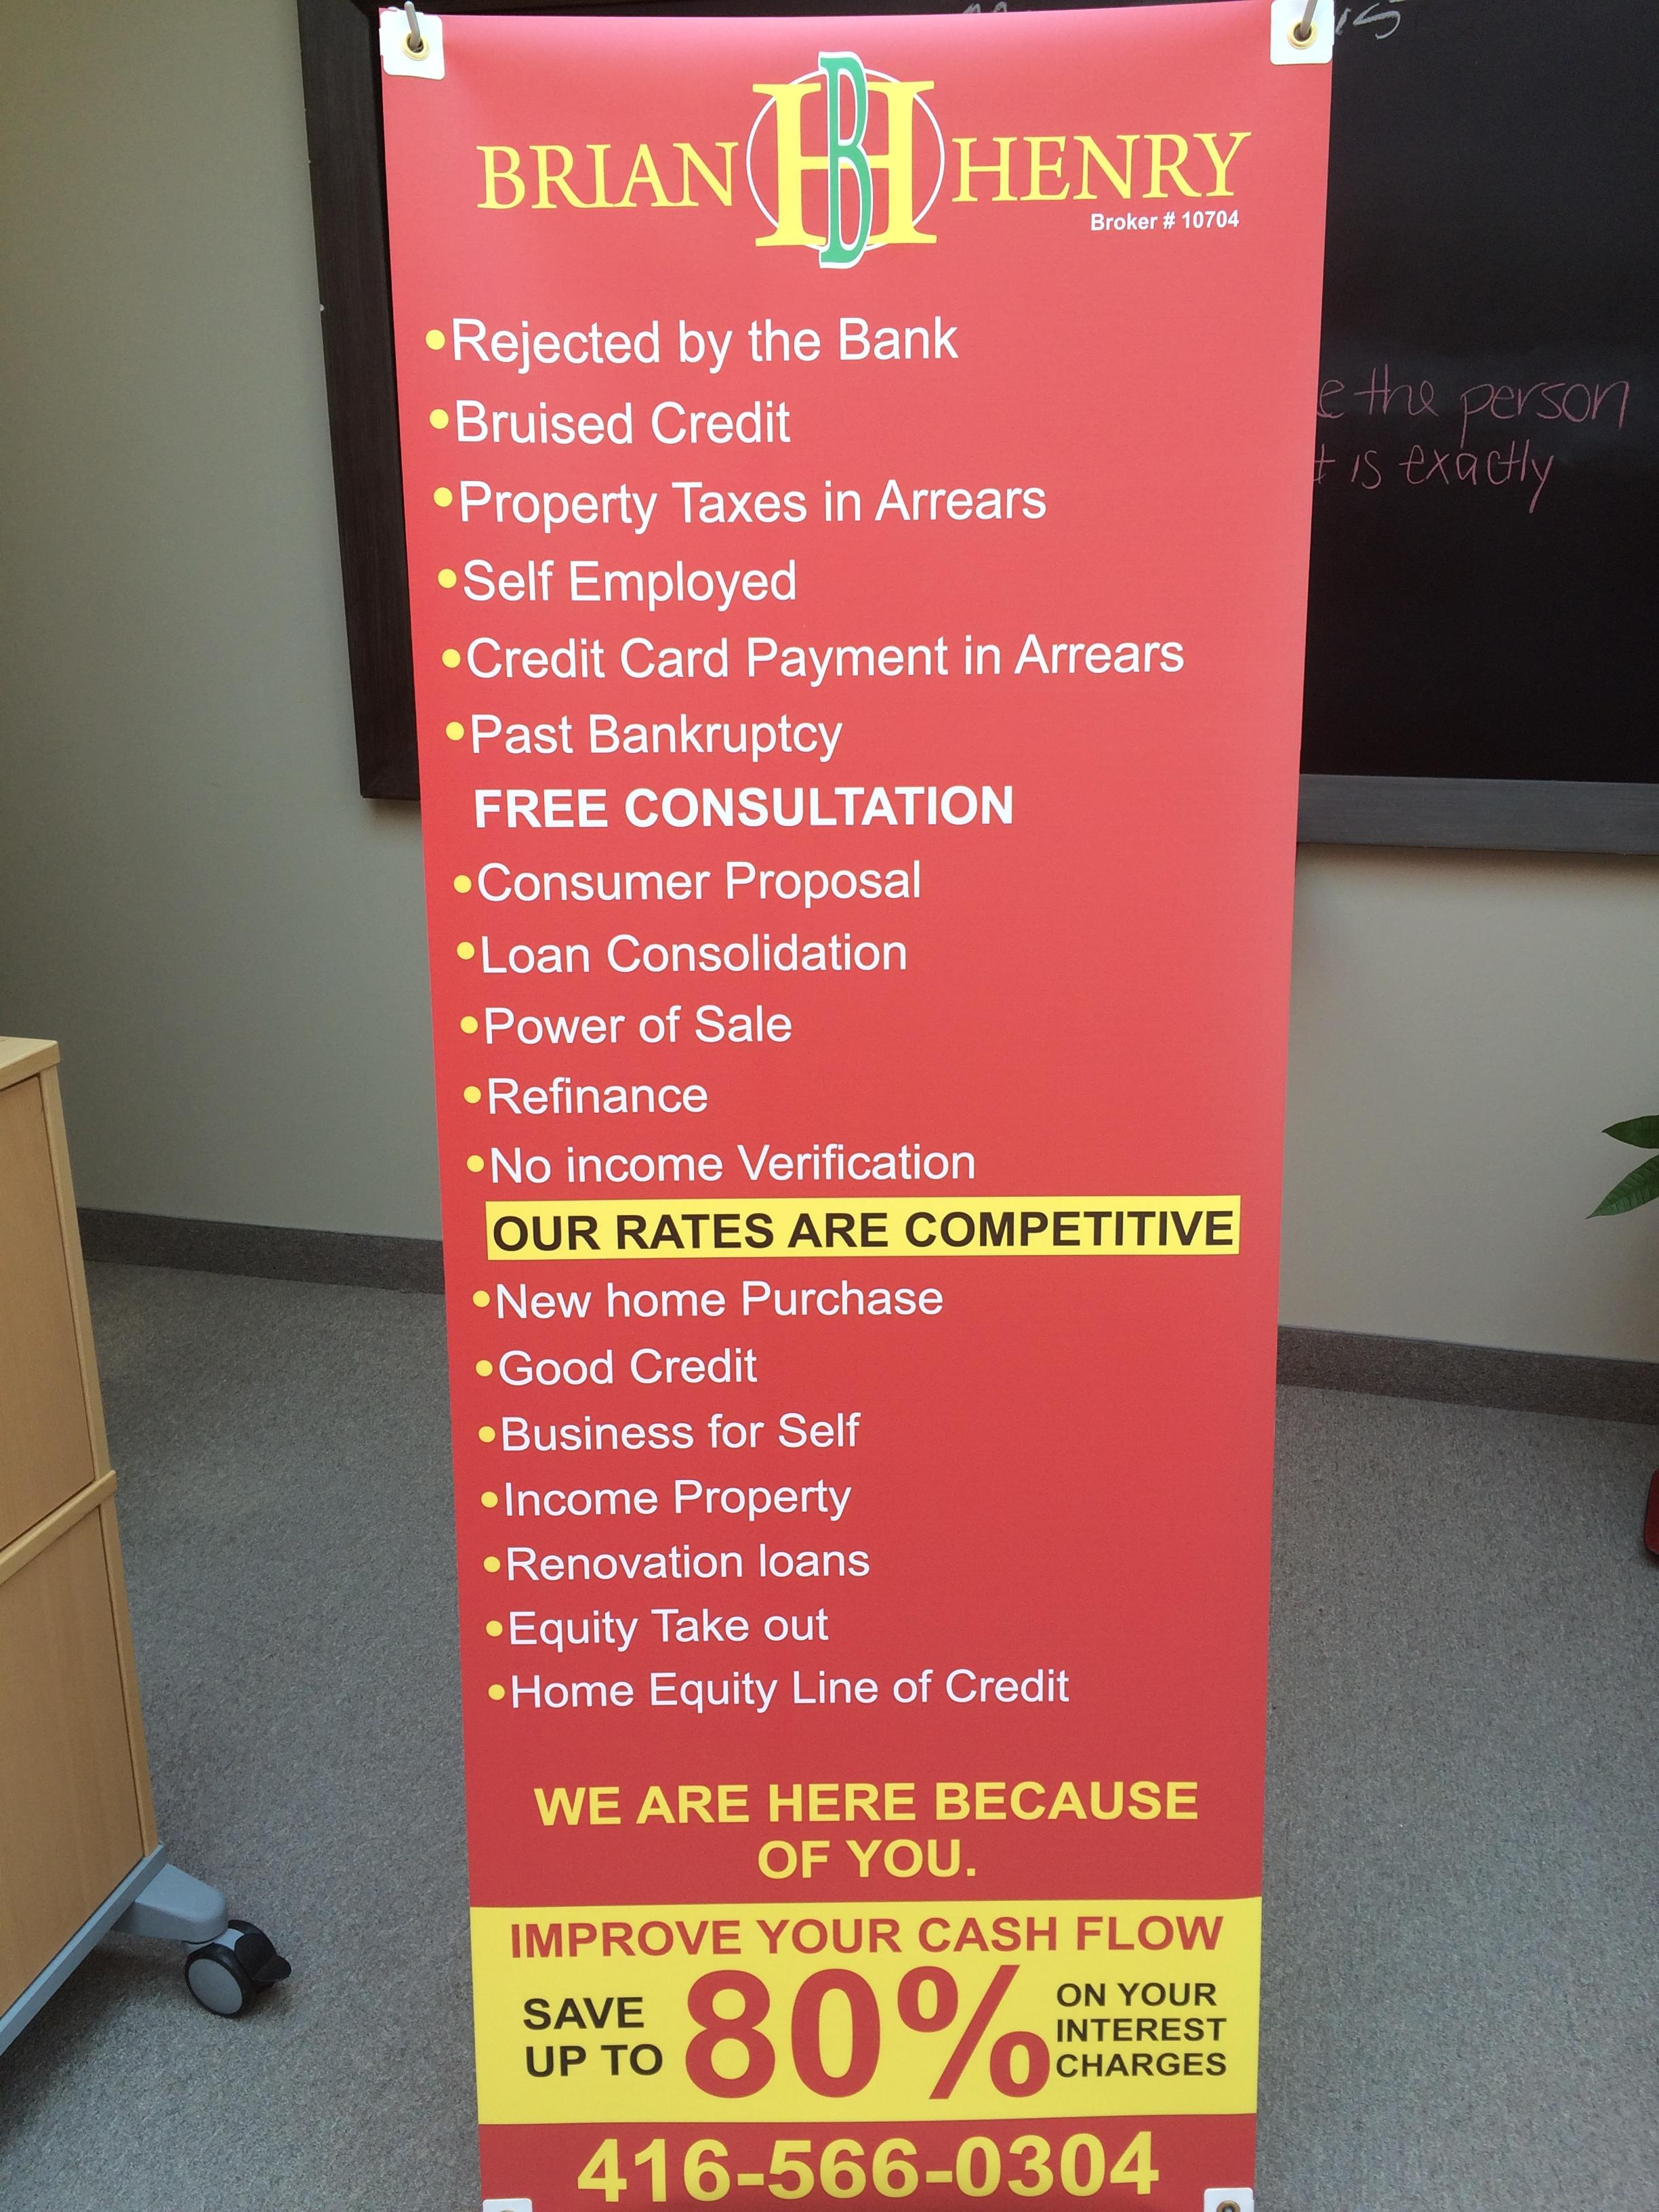 BRIAN HB HENRY
Broker # 10704
•Rejected by the Bank
•Bruised Credit
•Property Taxes in Arrears
•Self Employed
•Credit Card Payment in Arrears
•Past Bankruptcy
FREE CONSULTATION
•Consumer Proposal
•Loan Consolidation
•Power of Sale
•Refinance
•No income Verification
OUR RATES ARE COMPETITIVE
•New home Purchase
•Good Credit
•Business for Self
•Income Property
•Renovation loans
•Equity Take out
•Home Equity Line of Credit
WE ARE HERE BECAUSE
OF YOU.
IMPROVE YOUR CASH FLOW
SAVE
UP TO
80%
ON YOUR
INTEREST
CHARGES
416-566-0304
the person
is exactly